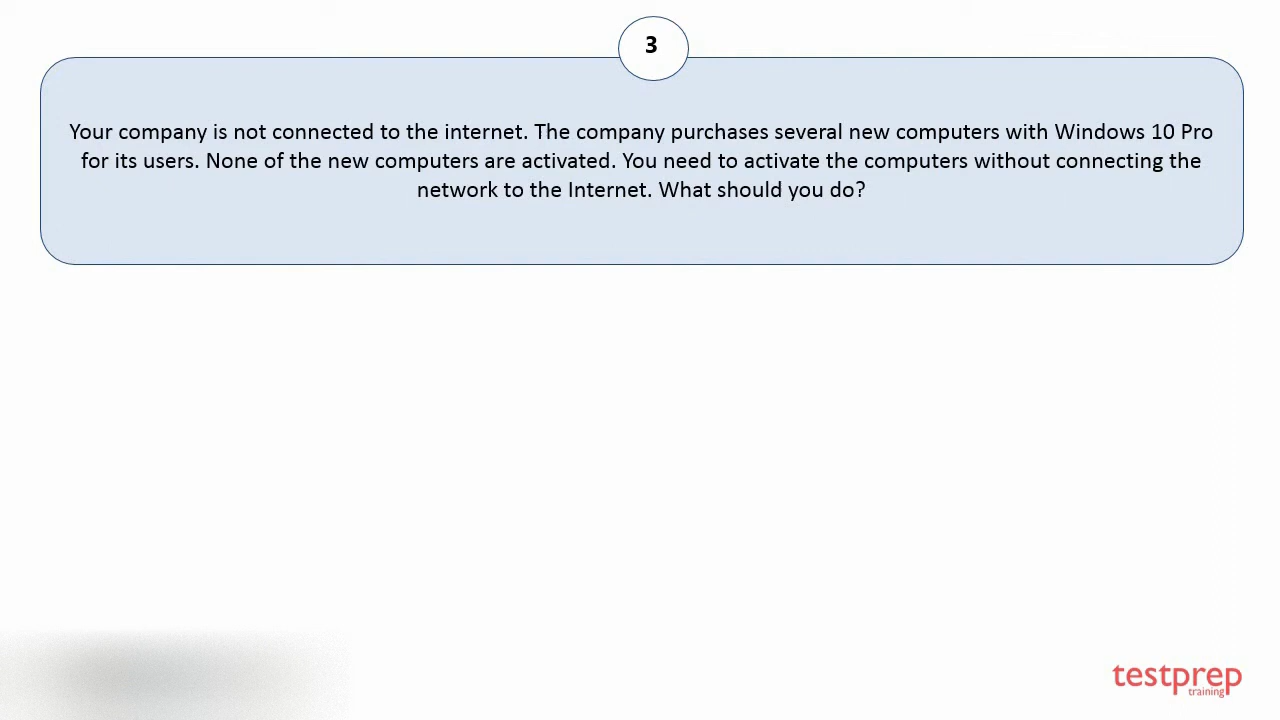 3
Your company is not connected to the internet. The company purchases several new computers with Windows 10 Pro
for its users. None of the new computers are activated. You need to activate the computers without connecting the
network to the Internet. What should you do?
testprep
training